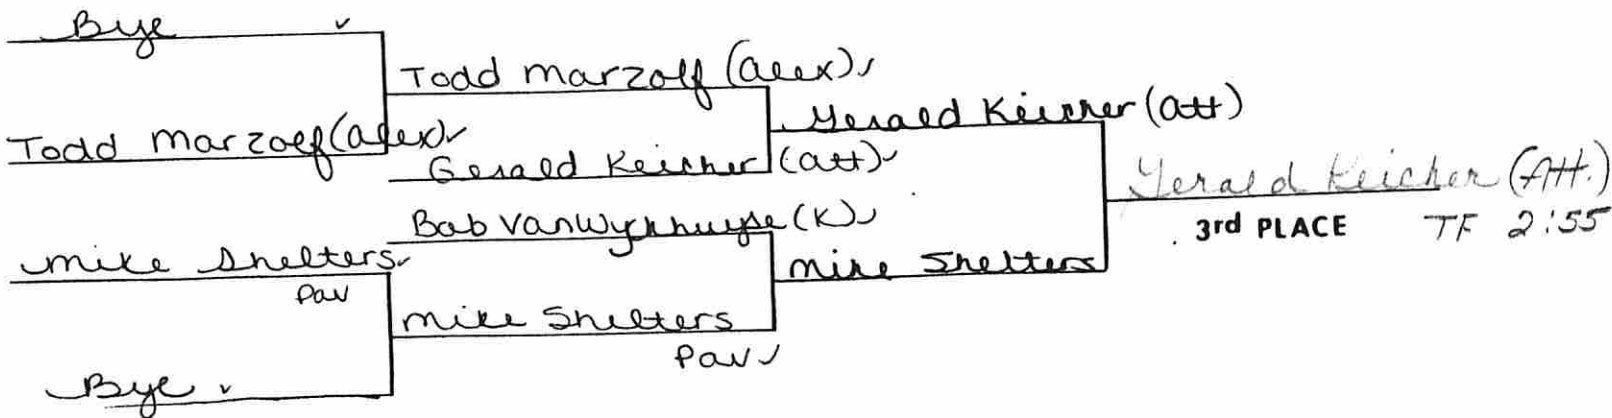 Bye ✓
Todd Marzolf (alex) ✓
Todd Marzolf (alex) ✓
Gerald Keicher (att) ✓
Gerald Keicher (att)
Bob VanWykhuyse (K) ✓
Mike Shelters ✓
Pav
Mike Shelters
Pav ✓
Mike Shelters
Bye ✓
Gerald Keicher (Att.)
3rd PLACE TF 2:55